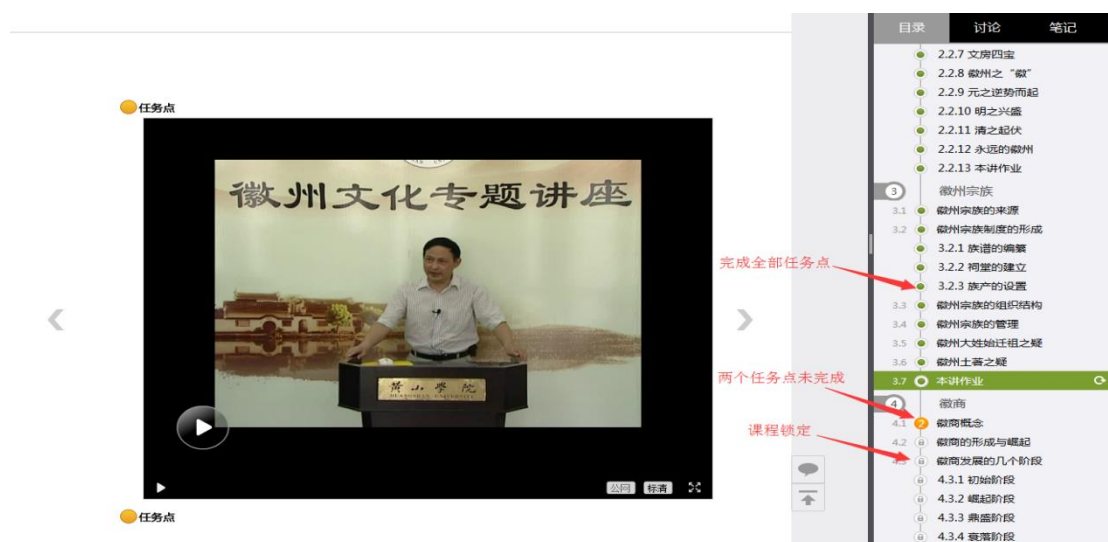 目录 讨论 笔记
2.2.7 文房四宝
2.2.8 徽州之“徽”
2.2.9 元之逆势而起
2.2.10 明之兴盛
2.2.11 清之起伏
2.2.12 永远的徽州
2.2.13 本讲作业
3 徽州宗族
3.1 徽州宗族的来源
3.2 徽州宗族制度的形成
3.2.1 族谱的编纂
3.2.2 祠堂的建立
3.2.3 族产的设置
3.3 徽州宗族的组织结构
3.4 徽州宗族的管理
3.5 徽州大姓始迁祖之疑
3.6 徽州土著之疑
3.7 本讲作业
4 徽商
4.1 2 徽商概念
4.2 徽商的形成与崛起
4.3 徽商发展的几个阶段
4.3.1 初始阶段
4.3.2 崛起阶段
4.3.3 鼎盛阶段
4.3.4 衰落阶段
任务点
徽州文化专题讲座
黄山学院
HUANGSHAN UNIVERSITY
公网 标清
任务点
完成全部任务点
两个任务点未完成
课程锁定